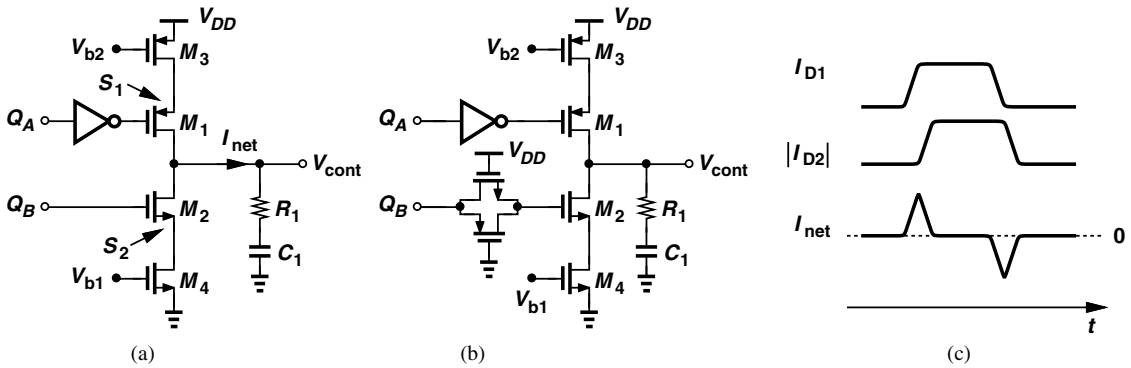 V_DD
V_b2
M_3
S_1
Q_A
M_1
I_net
V_cont
Q_B
M_2
R_1
S_2
C_1
V_b1
M_4
(a)
V_DD
V_b2
M_3
Q_A
M_1
V_DD
V_cont
Q_B
M_2
R_1
C_1
V_b1
M_4
(b)
I_D1
|I_D2|
I_net
0
t
(c)